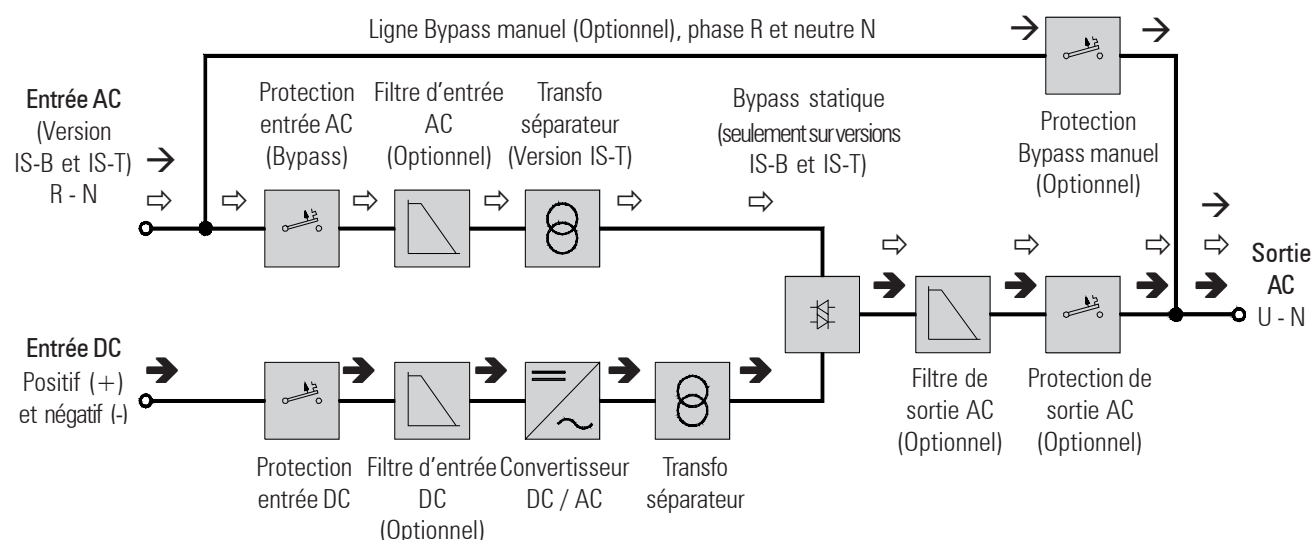 Ligne Bypass manuel (Optionnel), phase R et neutre N
Entrée AC
(Version
IS-B et IS-T)
R - N
Protection
entrée AC
(Bypass)
Filtre d'entrée
AC
(Optionnel)
Transfo
séparateur
(Version IS-T)
Bypass statique
(seulement sur versions
IS-B et IS-T)
Protection
Bypass manuel
(Optionnel)
Sortie
AC
U - N
Entrée DC
Positif (+)
et négatif (-)
Protection
entrée DC
Filtre d'entrée
DC
(Optionnel)
Convertisseur
DC / AC
Transfo
séparateur
Filtre de
sortie AC
(Optionnel)
Protection de
sortie AC
(Optionnel)